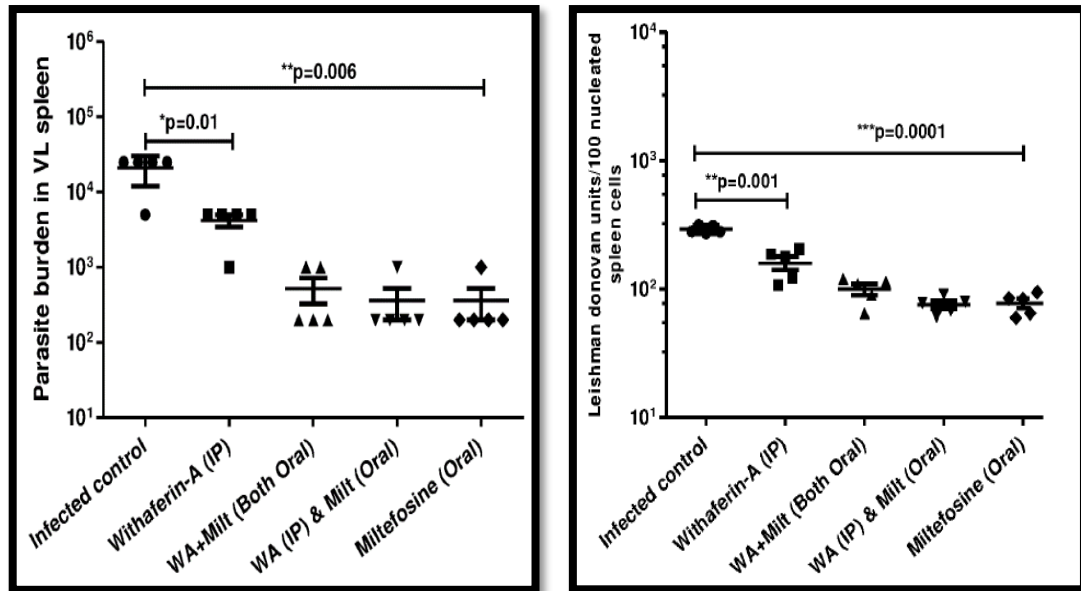 Parasite burden in VL spleen
10⁶
10⁵
10⁴
10³
10²
10¹
**p=0.006
*p=0.01
Infected control
Withaferin-A (IP)
WA+Milt (Both Oral)
WA (IP) & Milt (Oral)
Miltefosine (Oral)
Leishman donovan units/100 nucleated
spleen cells
10⁴
10³
10²
10¹
***p=0.0001
**p=0.001
Infected control
Withaferin-A (IP)
WA+Milt (Both Oral)
WA (IP) & Milt (Oral)
Miltefosine (Oral)